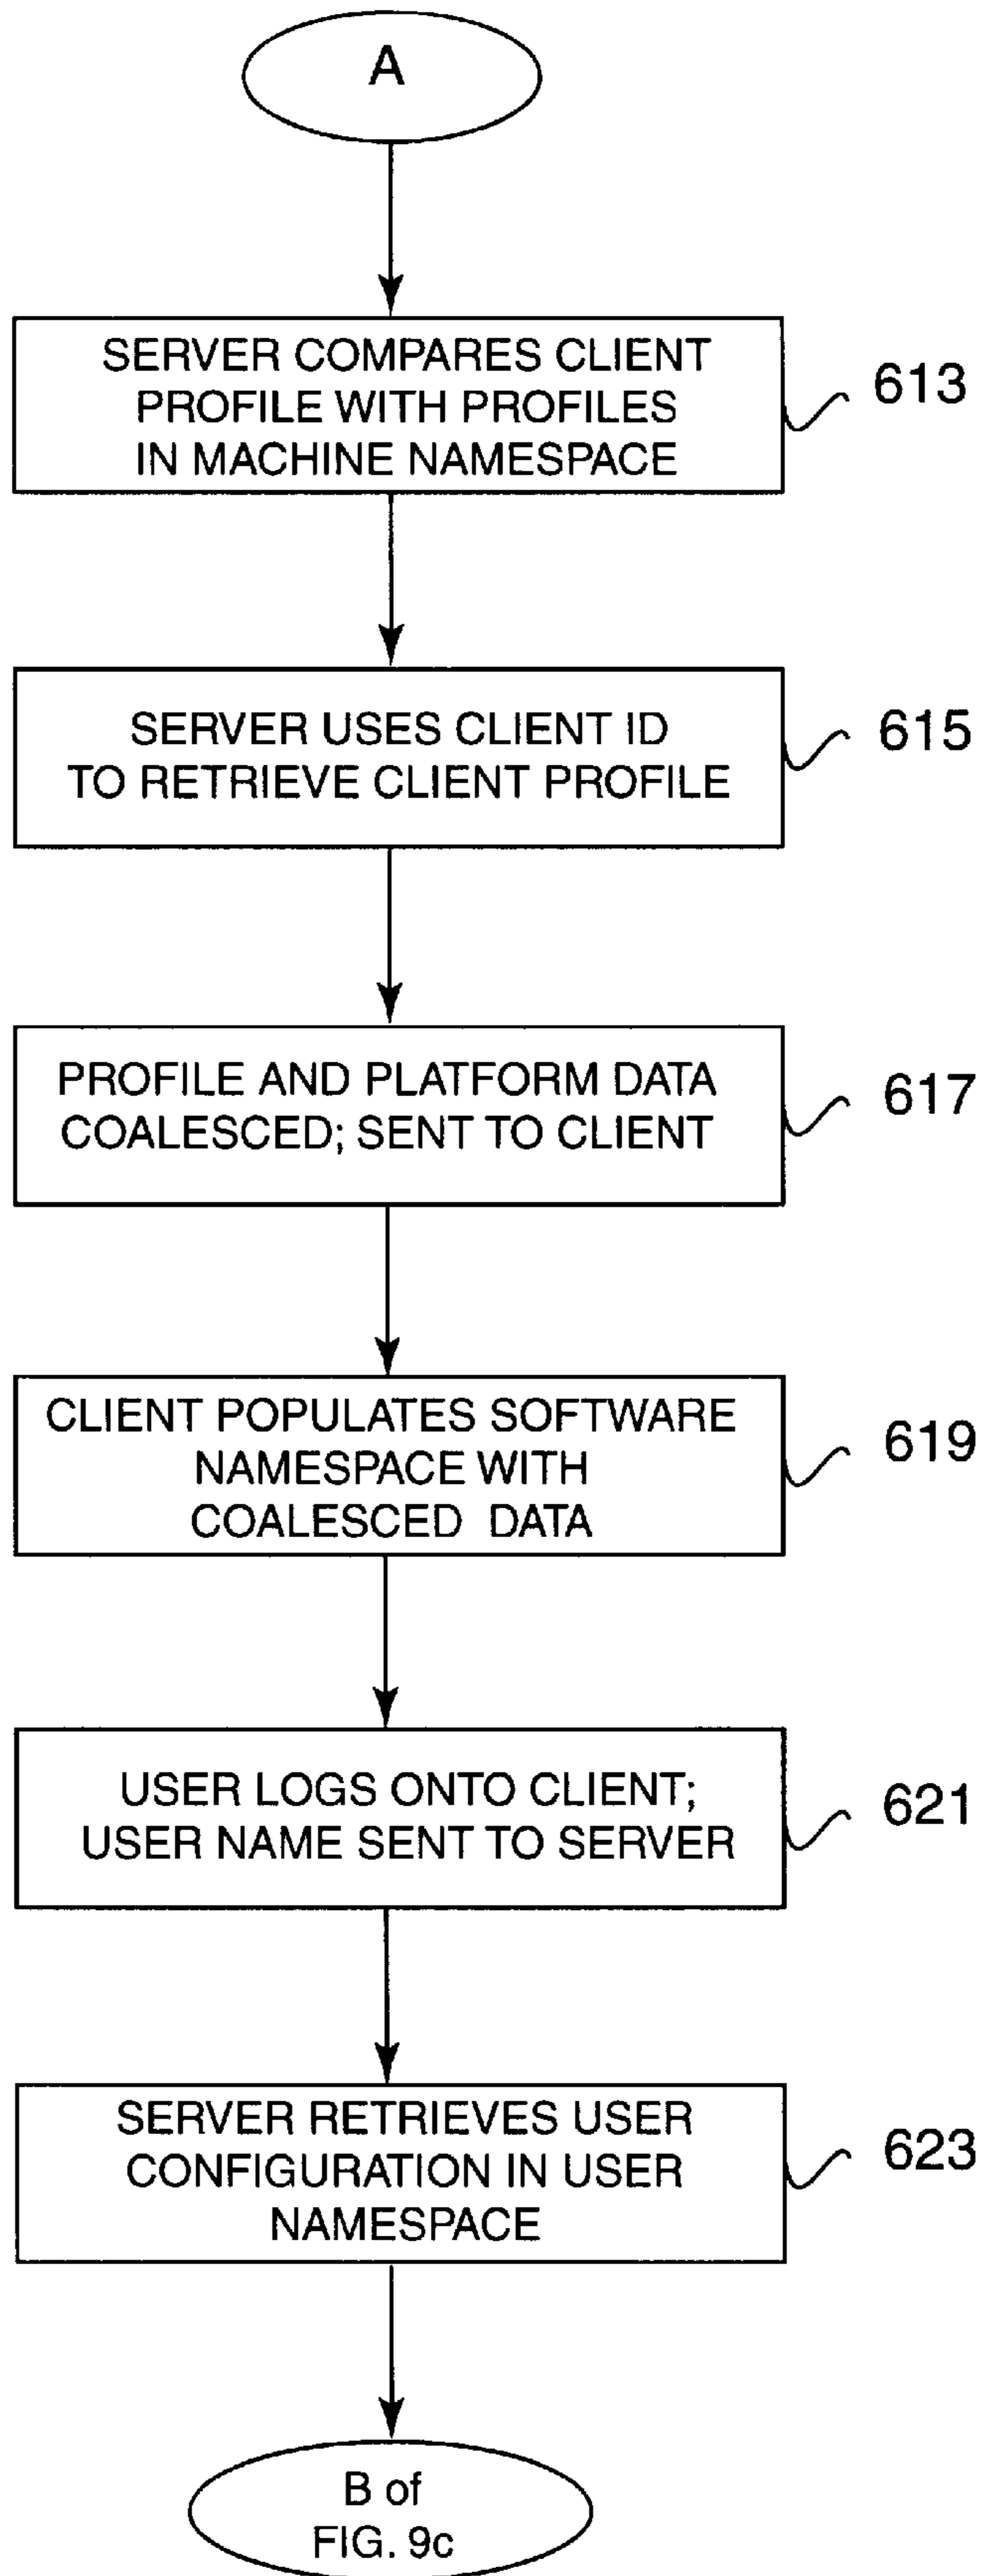 A
SERVER COMPARES CLIENT
PROFILE WITH PROFILES
IN MACHINE NAMESPACE
613
SERVER USES CLIENT ID
TO RETRIEVE CLIENT PROFILE
615
PROFILE AND PLATFORM DATA
COALESCED; SENT TO CLIENT
617
CLIENT POPULATES SOFTWARE
NAMESPACE WITH
COALESCED DATA
619
USER LOGS ONTO CLIENT;
USER NAME SENT TO SERVER
621
SERVER RETRIEVES USER
CONFIGURATION IN USER
NAMESPACE
623
B of
FIG. 9c